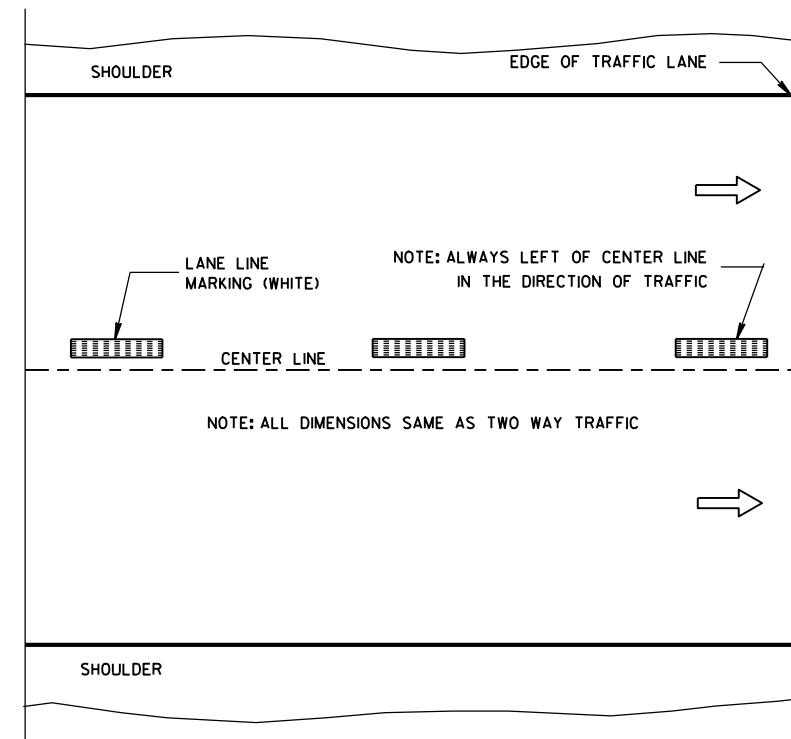 SHOULDER
EDGE OF TRAFFIC LANE
LANE LINE
MARKING (WHITE)
NOTE: ALWAYS LEFT OF CENTER LINE
IN THE DIRECTION OF TRAFFIC
CENTER LINE
NOTE: ALL DIMENSIONS SAME AS TWO WAY TRAFFIC
SHOULDER